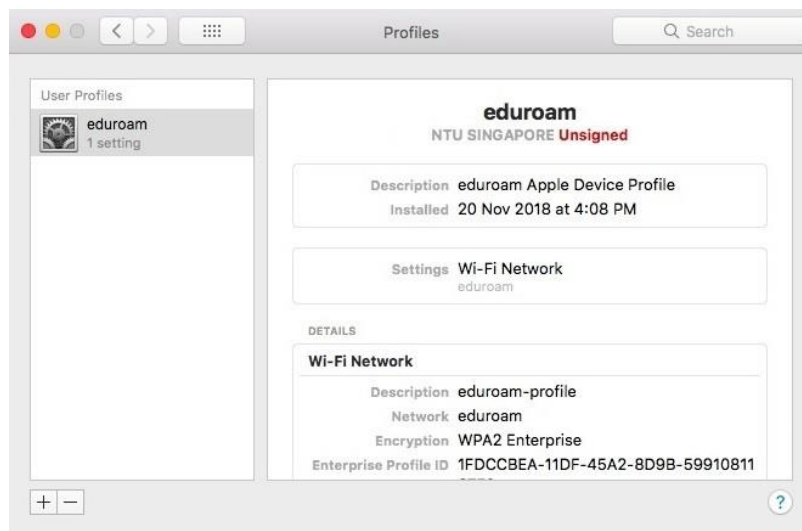 Profiles
Search
User Profiles
eduroam
1 setting
eduroam
NTU SINGAPORE Unsigned
Description eduroam Apple Device Profile
Installed 20 Nov 2018 at 4:08 PM
Settings Wi-Fi Network
eduroam
DETAILS
Wi-Fi Network
Description eduroam-profile
Network eduroam
Encryption WPA2 Enterprise
Enterprise Profile ID 1FDCCBEA-11DF-45A2-8D9B-59910811
+ −
?